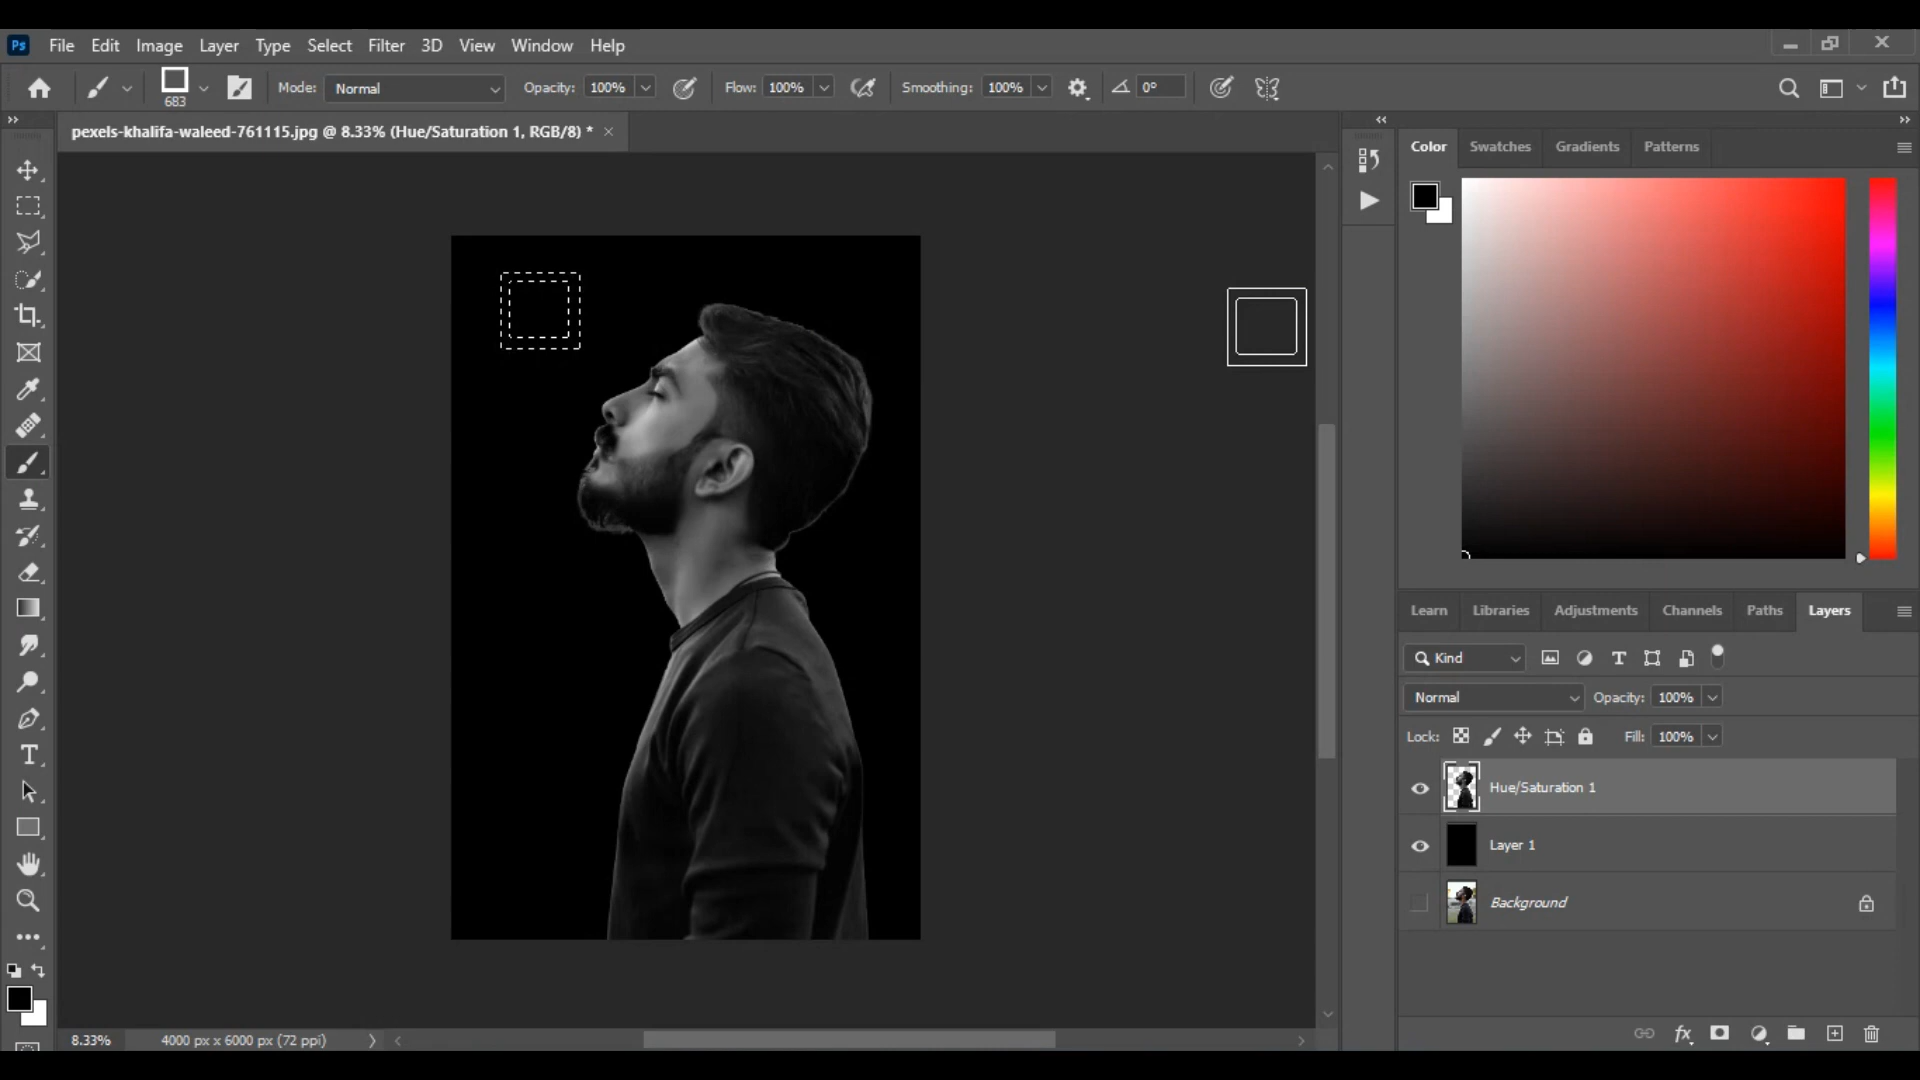 Ps File Edit Image Layer Type Select Filter 3D View Window Help
683 Mode: Normal Opacity: 100% Flow: 100% Smoothing: 100% 0°
pexels-khalifa-waleed-761115.jpg @ 8.33% (Hue/Saturation 1, RGB/8) *
Color Swatches Gradients Patterns
Learn Libraries Adjustments Channels Paths Layers
Kind
Normal Opacity: 100%
Lock: Fill: 100%
Hue/Saturation 1
Layer 1
Background
8.33% 4000 px x 6000 px (72 ppi)